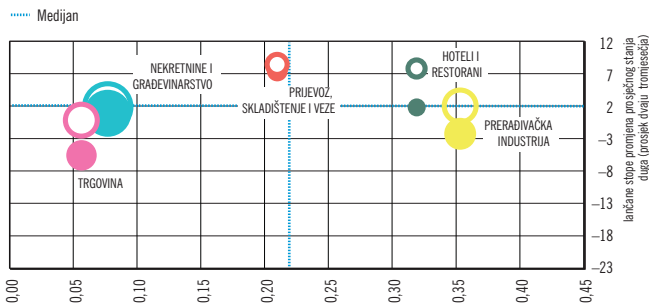 Medijan
NEKRETNINE I
GRAĐEVINARSTVO
PRIJEVOZ,
SKLADIŠTENJE I VEZE
HOTELI I
RESTORANI
PRERAĐIVAČKA
INDUSTRIJA
TRGOVINA
12
7
2
−3
−8
−13
−18
−23
lančane stope promjena prosječnog stanja
duga (prosjek dvaju tromjesečja)
0,00
0,05
0,10
0,15
0,20
0,25
0,30
0,35
0,40
0,45